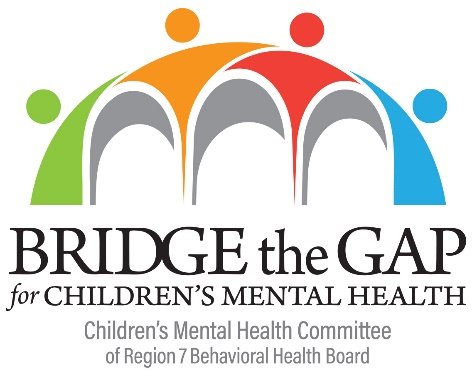 BRIDGE the GAP
for CHILDREN'S MENTAL HEALTH
Children's Mental Health Committee
of Region 7 Behavioral Health Board